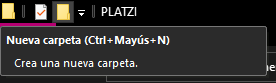 PLATZI
Nueva carpeta (Ctrl+Mayús+N)
Crea una nueva carpeta.